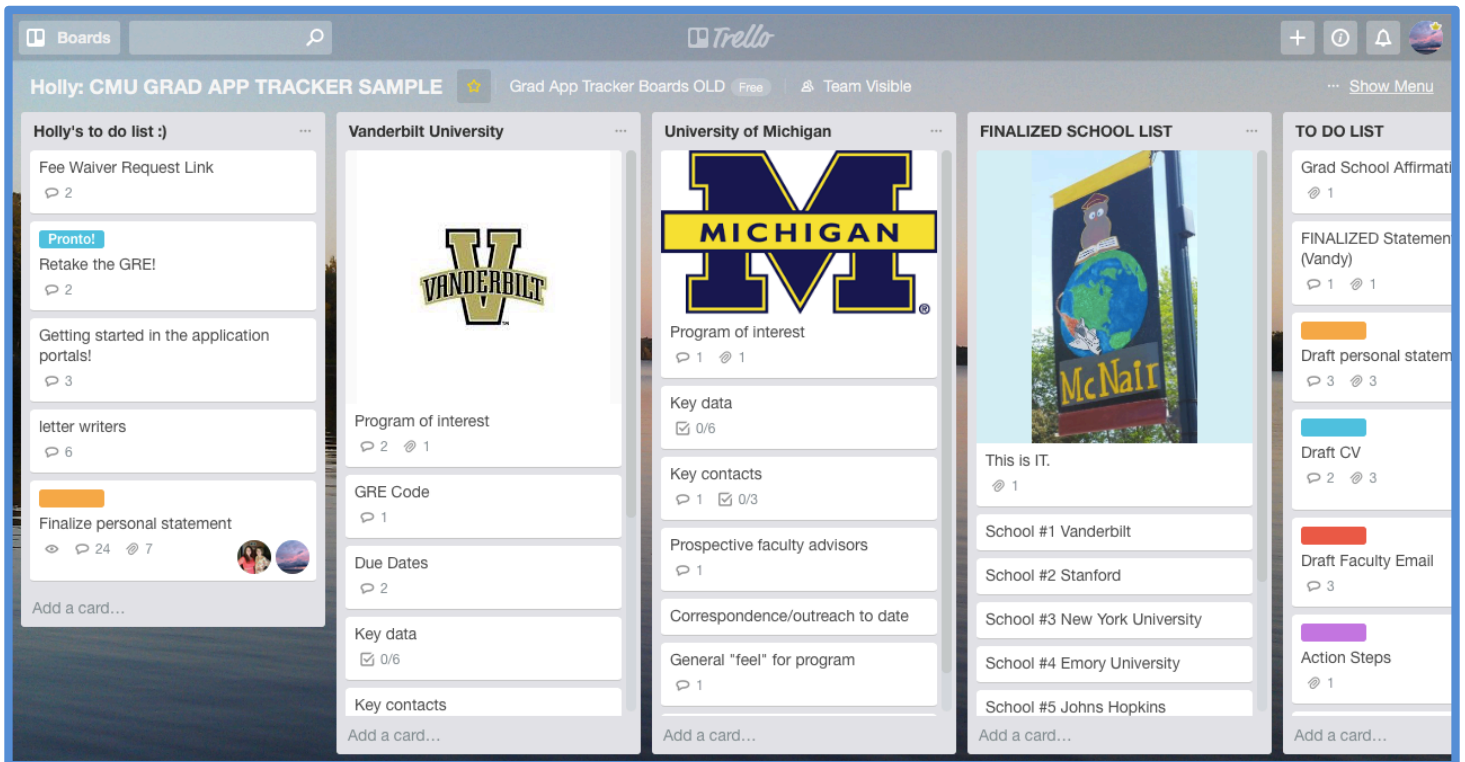 Boards
Trello
Holly: CMU GRAD APP TRACKER SAMPLE
Grad App Tracker Boards OLD Free
Team Visible
... Show Menu
Holly's to do list :)
Fee Waiver Request Link
2
Pronto!
Retake the GRE!
2
Getting started in the application
portals!
3
letter writers
6
Finalize personal statement
24 7
Add a card...
Vanderbilt University
V
VANDERBILT
TM
Program of interest
2 1
GRE Code
1
Due Dates
2
Key data
0/6
Key contacts
Add a card...
University of Michigan
M
MICHIGAN
®
Program of interest
1 1
Key data
0/6
Key contacts
1 0/3
Prospective faculty advisors
1
Correspondence/outreach to date
General "feel" for program
1
Add a card...
FINALIZED SCHOOL LIST
McNair
This is IT.
1
School #1 Vanderbilt
School #2 Stanford
School #3 New York University
School #4 Emory University
School #5 Johns Hopkins
Add a card...
TO DO LIST
Grad School Affirmati
1
FINALIZED Statement
(Vandy)
1 1
Draft personal statem
3 3
Draft CV
2 3
Draft Faculty Email
3
Action Steps
1
Add a card...